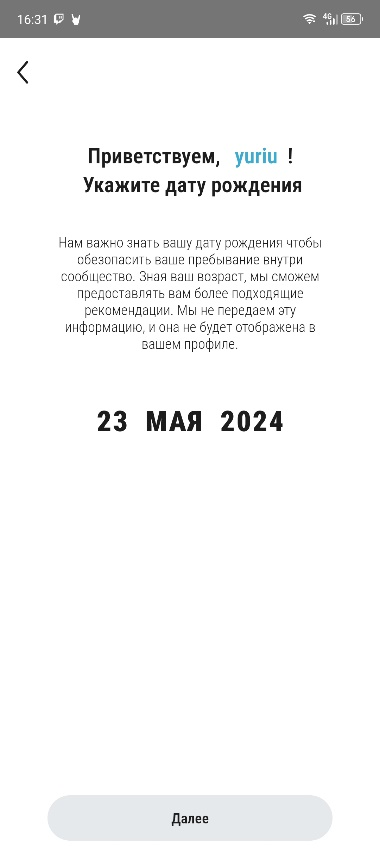 16:31 4G 56
Приветствуем, yuriu !
Укажите дату рождения
Нам важно знать вашу дату рождения чтобы
обезопасить ваше пребывание внутри
сообщество. Зная ваш возраст, мы сможем
предоставлять вам более подходящие
рекомендации. Мы не передаем эту
информацию, и она не будет отображена в
вашем профиле.
23 МАЯ 2024
Далее